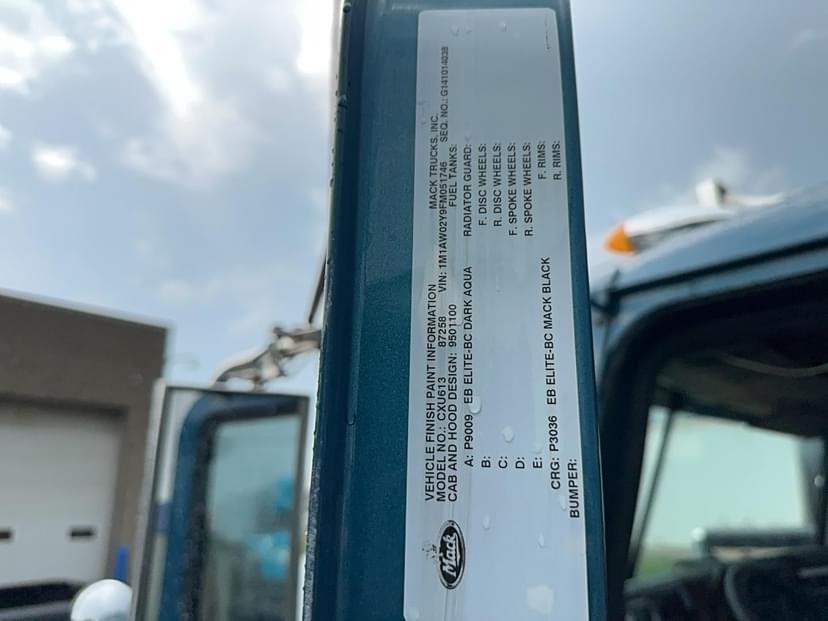 VEHICLE FINISH PAINT INFORMATION MACK TRUCKS, INC.
MODEL NO.: CXU613 87258 VIN: 1M1AW02Y9FM051746 SEQ. NO.: G141014038
CAB AND HOOD DESIGN: 9501100 FUEL TANKS:
A: P9009 EB ELITE-BC DARK AQUA RADIATOR GUARD:
B: F. DISC WHEELS:
C: R. DISC WHEELS:
D: F. SPOKE WHEELS:
E: R. SPOKE WHEELS:
CRG: P3036 EB ELITE-BC MACK BLACK F. RIMS:
BUMPER: R. RIMS:
Mack